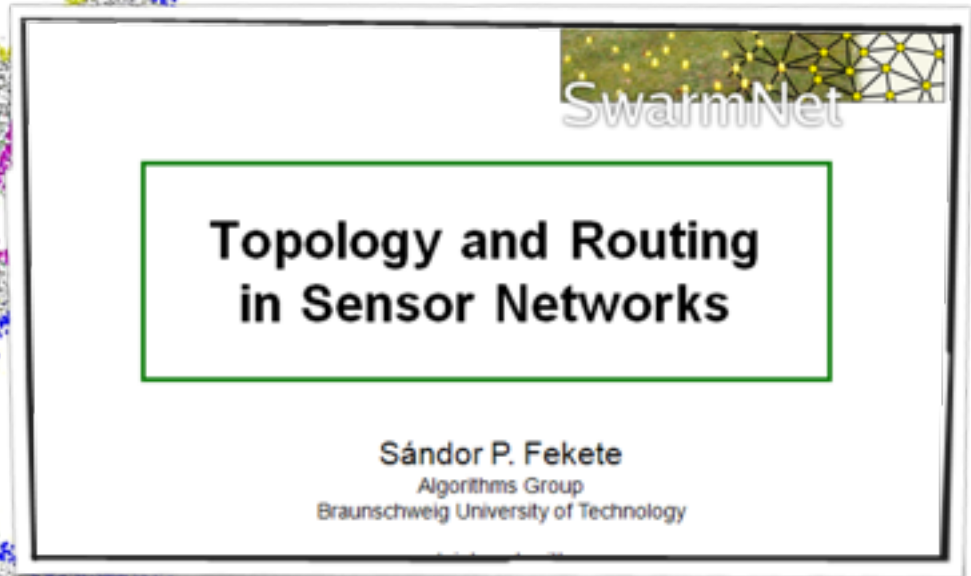 SwarmNet
Topology and Routing
in Sensor Networks
Sándor P. Fekete
Algorithms Group
Braunschweig University of Technology